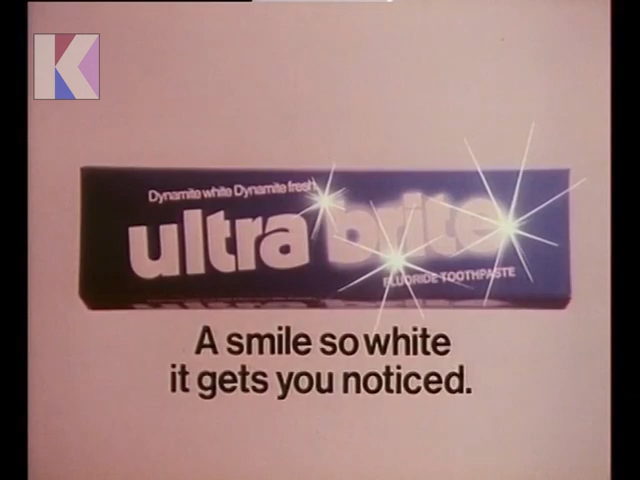 K
Dynamite white Dynamite fresh
ultra brite
FLUORIDE TOOTHPASTE
A smile so white
it gets you noticed.